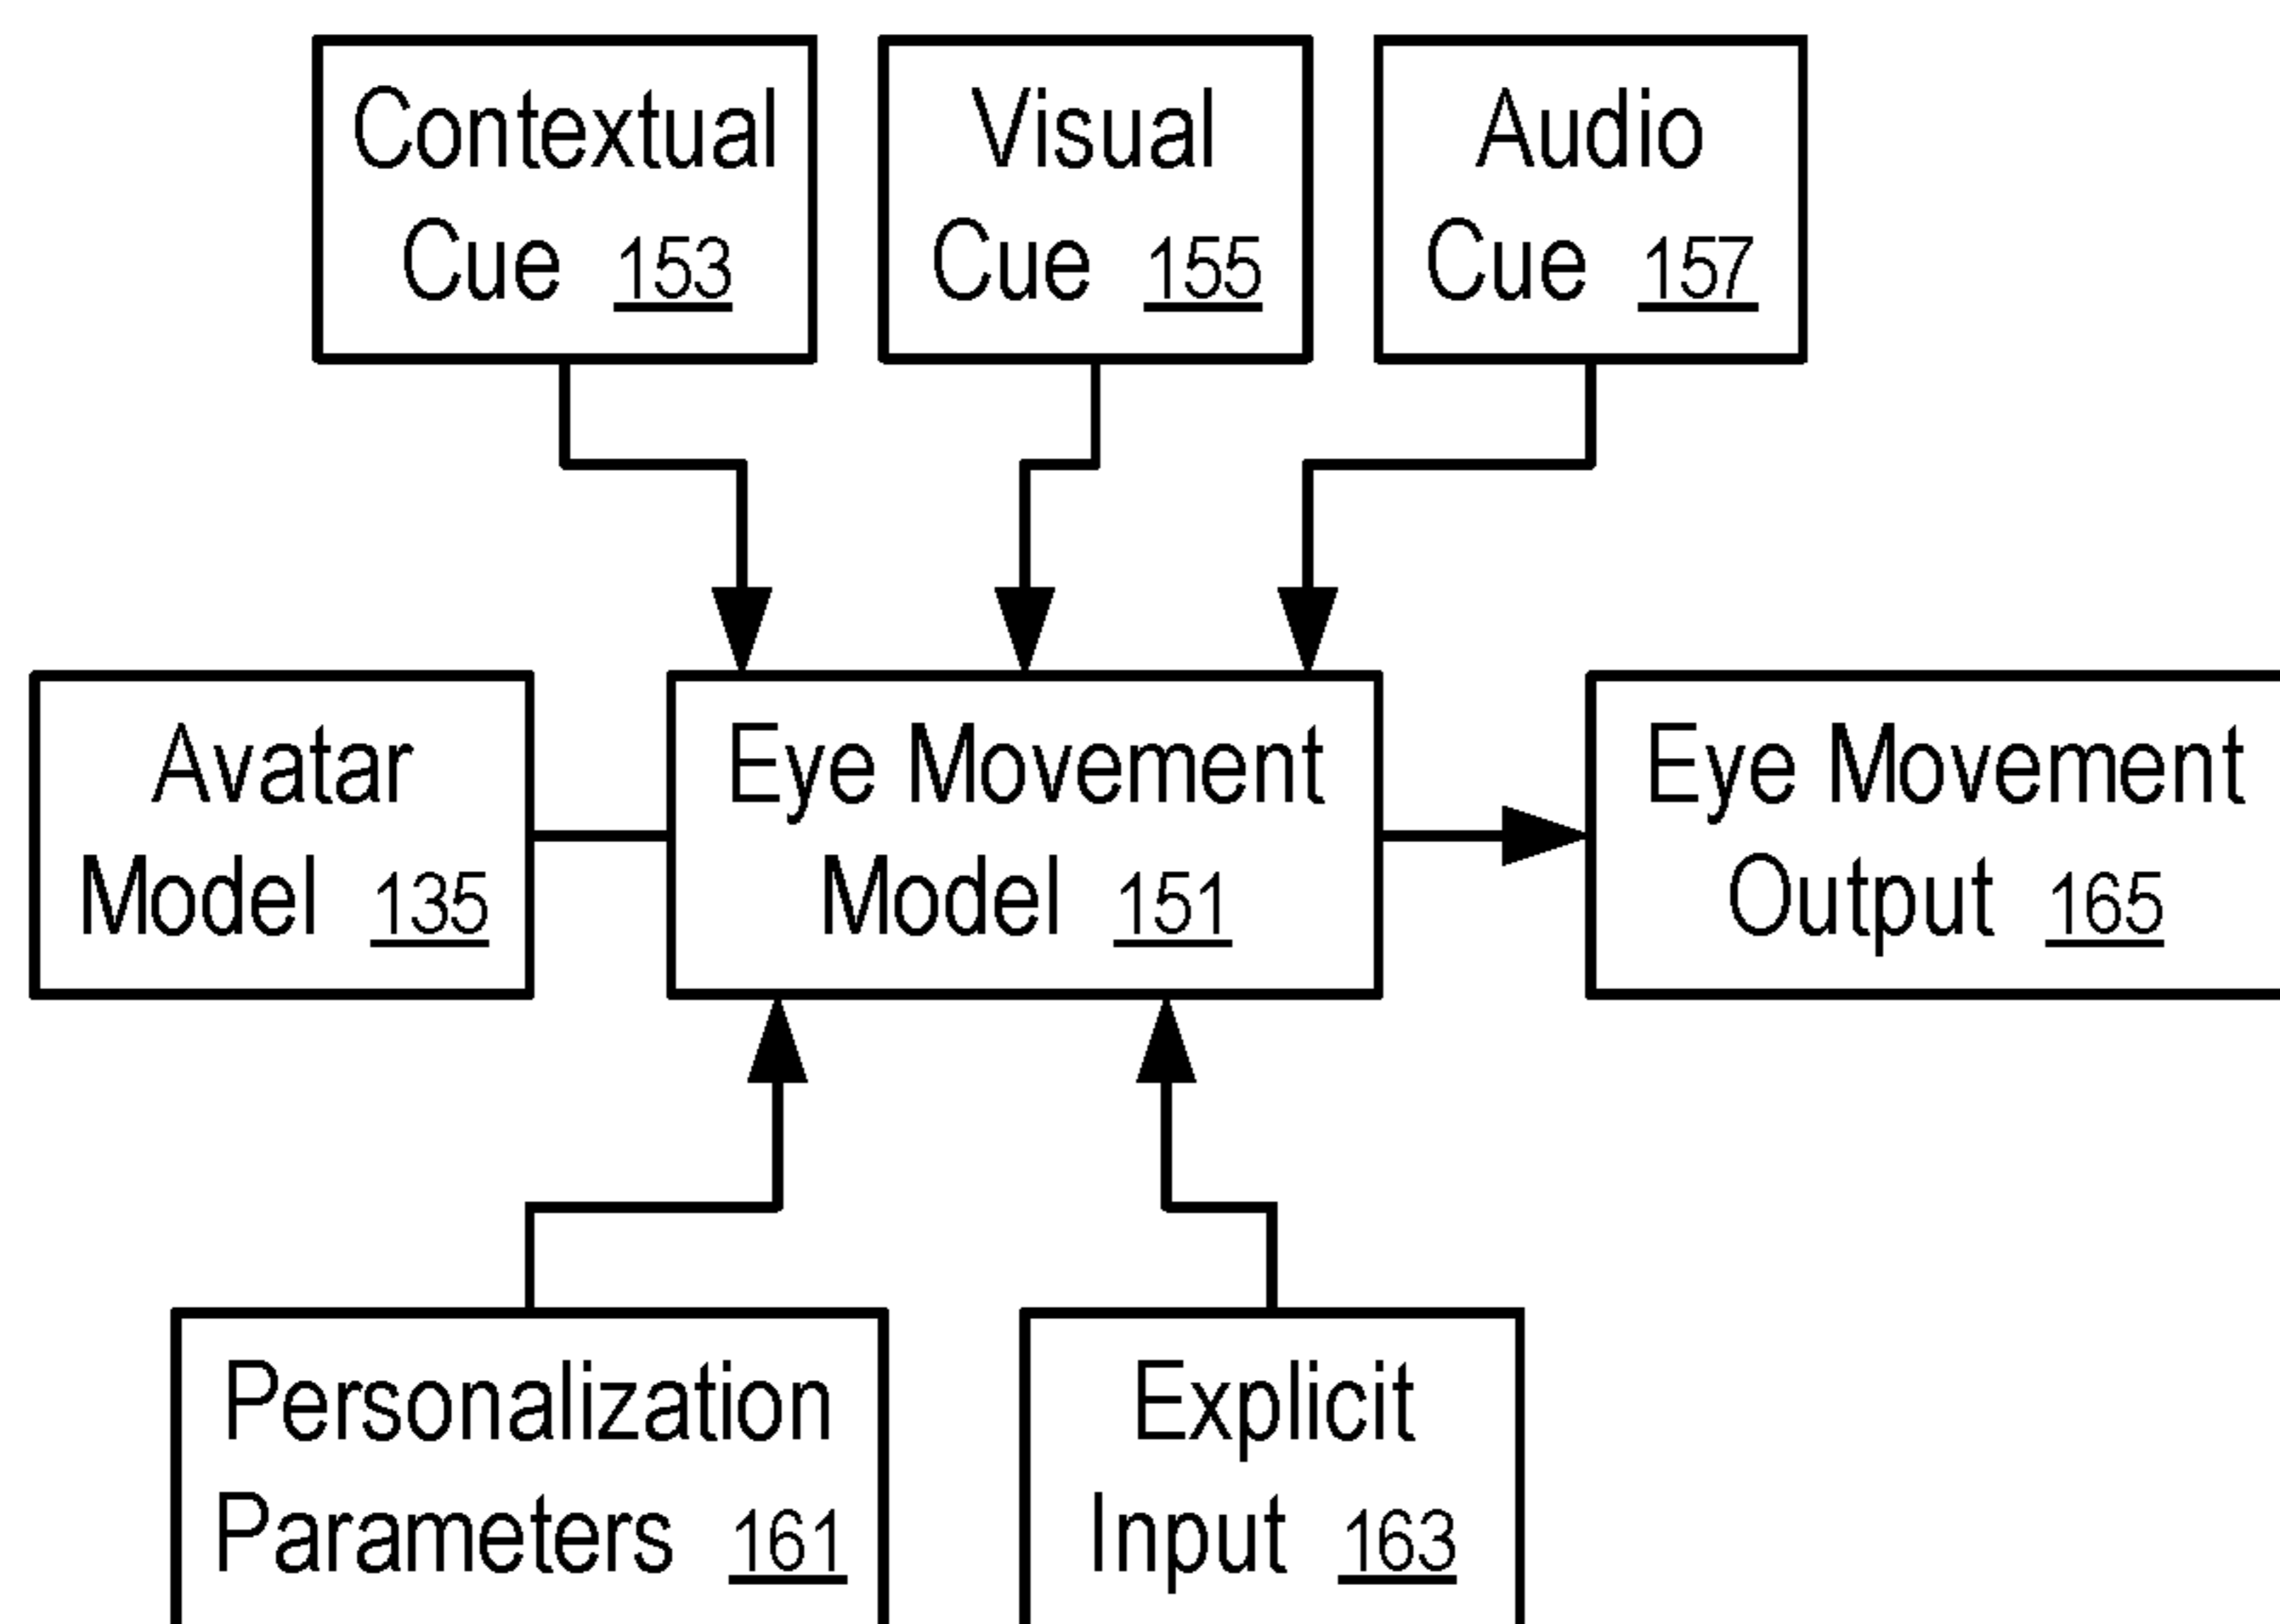 Contextual
Cue 153
Visual
Cue 155
Audio
Cue 157
Avatar
Model 135
Eye Movement
Model 151
Eye Movement
Output 165
Personalization
Parameters 161
Explicit
Input 163